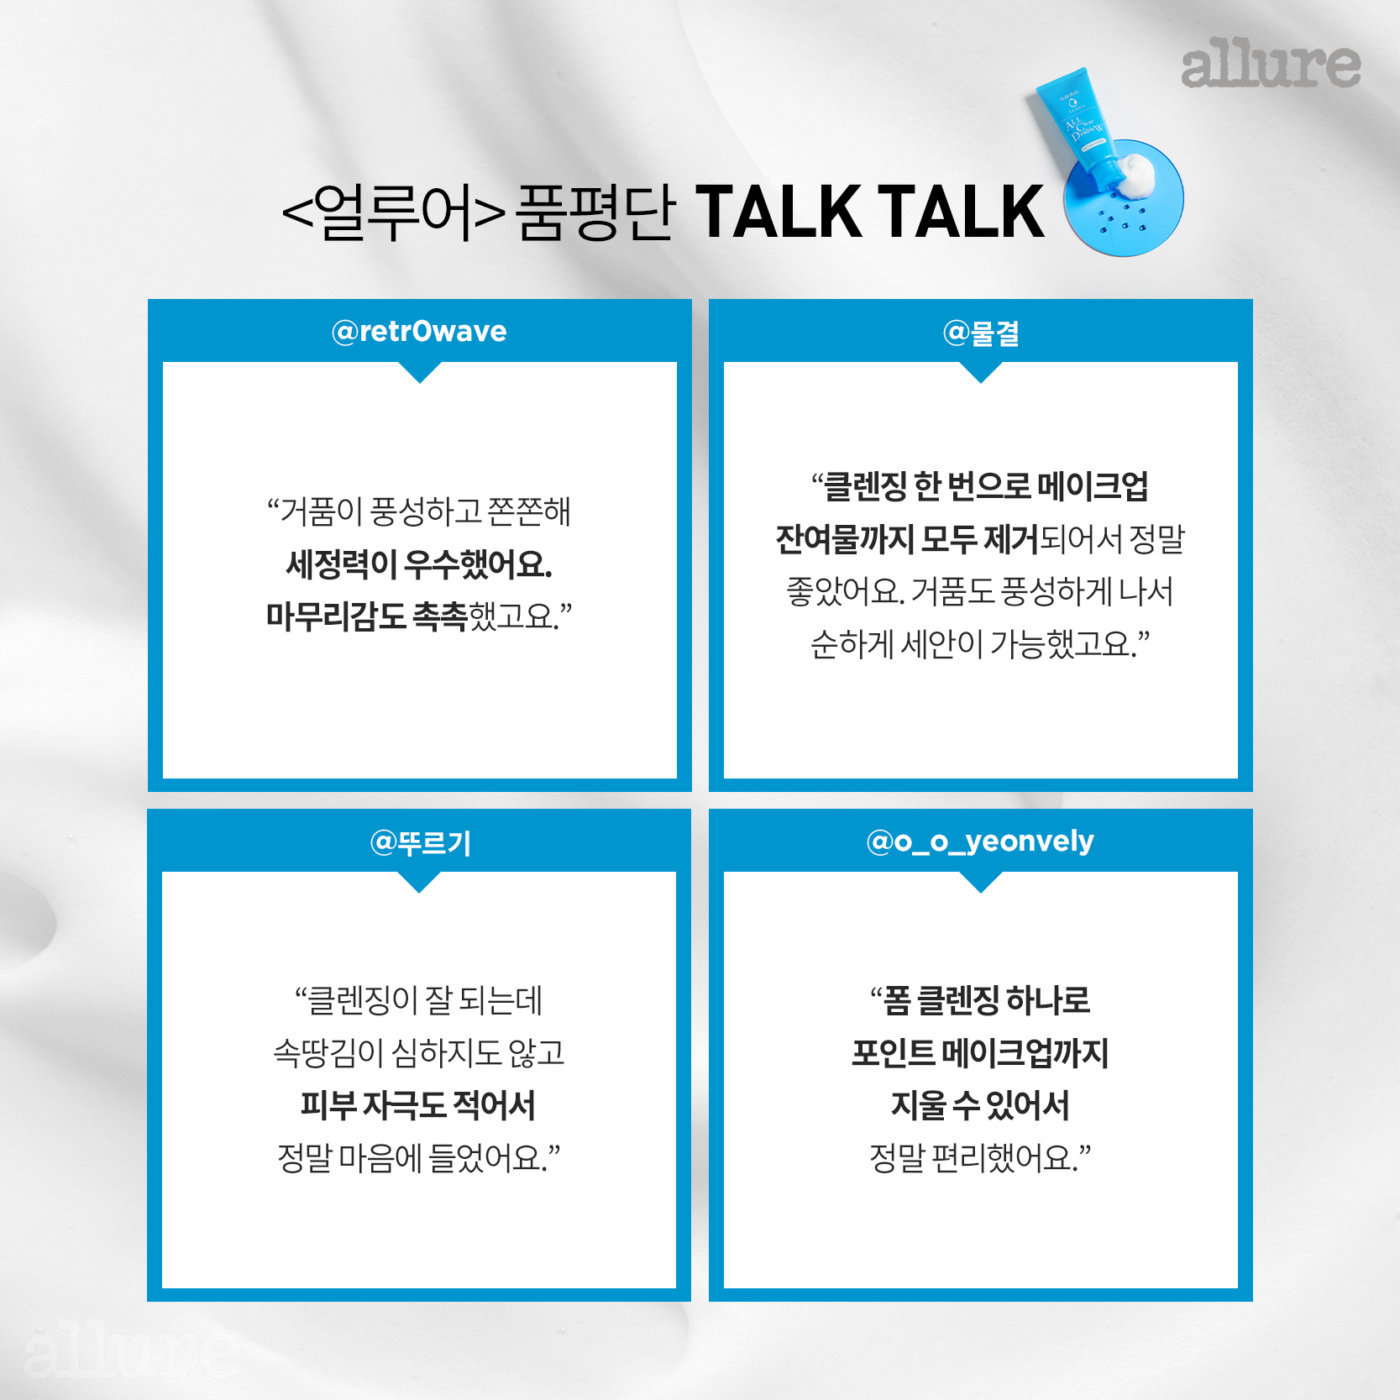 allure
<얼루어> 품평단 TALK TALK
ALL
Clear
Double W
@retr0wave
“거품이 풍성하고 쫀쫀해
세정력이 우수했어요.
마무리감도 촉촉했고요.”
@물결
“클렌징 한 번으로 메이크업
잔여물까지 모두 제거되어서 정말
좋았어요. 거품도 풍성하게 나서
순하게 세안이 가능했고요.”
@뚜르기
“클렌징이 잘 되는데
속땅김이 심하지도 않고
피부 자극도 적어서
정말 마음에 들었어요.”
@o_o_yeonvely
“폼 클렌징 하나로
포인트 메이크업까지
지울 수 있어서
정말 편리했어요.”
allure